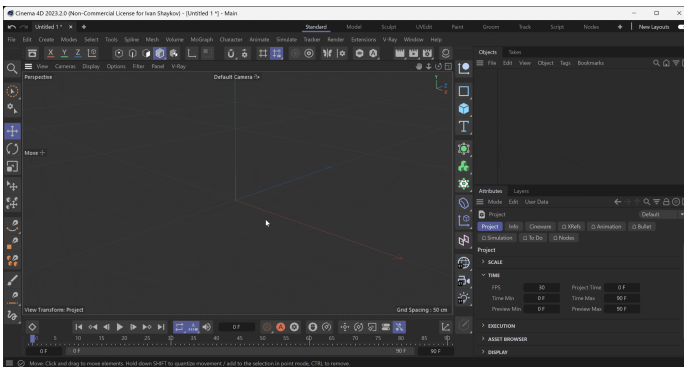 Cinema 4D 2023.2.0 (Non-Commercial License for Ivan Shaykov) - [Untitled 1 *] - Main
Untitled 1 * × + Standard Model Sculpt UVEdit Paint Groom Track Script Nodes + New Layouts
File Edit Create Modes Select Tools Spline Mesh Volume MoGraph Character Animate Simulate Tracker Render Extensions V-Ray Window Help
Objects Takes
View Cameras Display Options Filter Panel V-Ray
File Edit View Object Tags Bookmarks
Perspective Default Camera
Y
Z
Move
Attributes Layers
Mode Edit User Data
Project Default
Project Info Cineware XRefs Animation Bullet
Simulation To Do Nodes
Project
SCALE
TIME
FPS 30 Project Time 0 F
Time Min 0 F Time Max 90 F
Preview Min 0 F Preview Max 90 F
View Transform: Project Grid Spacing : 50 cm
0 F
EXECUTION
0 5 10 15 20 25 30 35 40 45 50 55 60 65 70 75 80 85 90
ASSET BROWSER
0 F 0 F 90 F 90 F
DISPLAY
Move: Click and drag to move elements. Hold down SHIFT to quantize movement / add to the selection in point mode, CTRL to remove.